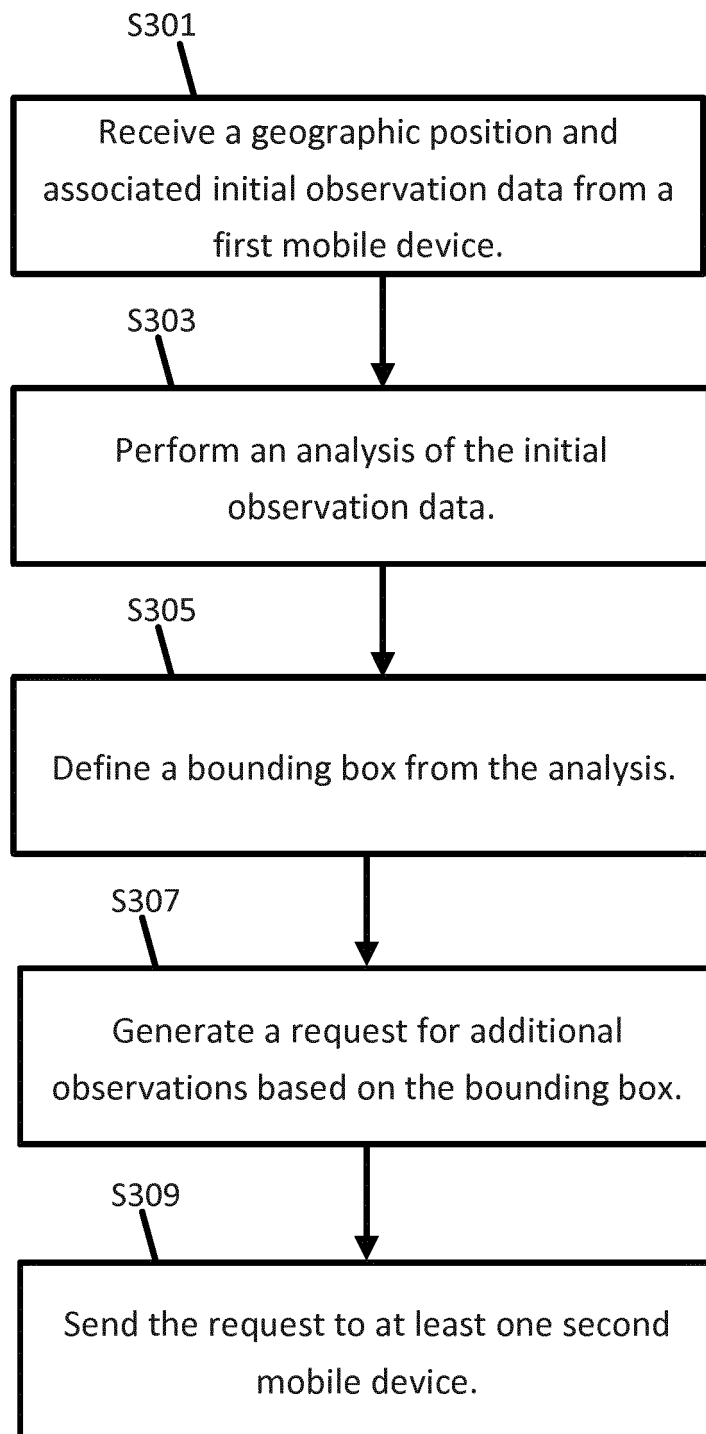 S301
Receive a geographic position and
associated initial observation data from a
first mobile device.
S303
Perform an analysis of the initial
observation data.
S305
Define a bounding box from the analysis.
S307
Generate a request for additional
observations based on the bounding box.
S309
Send the request to at least one second
mobile device.